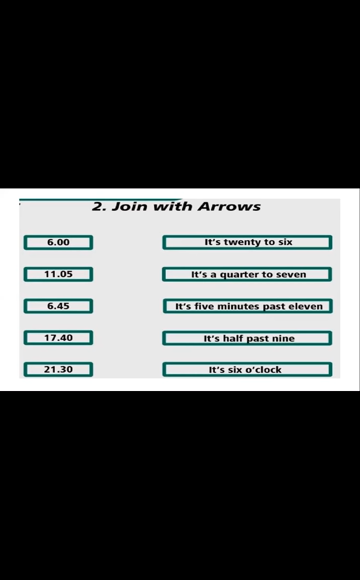 2. Join with Arrows
6.00 It's twenty to six
11.05 It's a quarter to seven
6.45 It's five minutes past eleven
17.40 It's half past nine
21.30 It's six o'clock